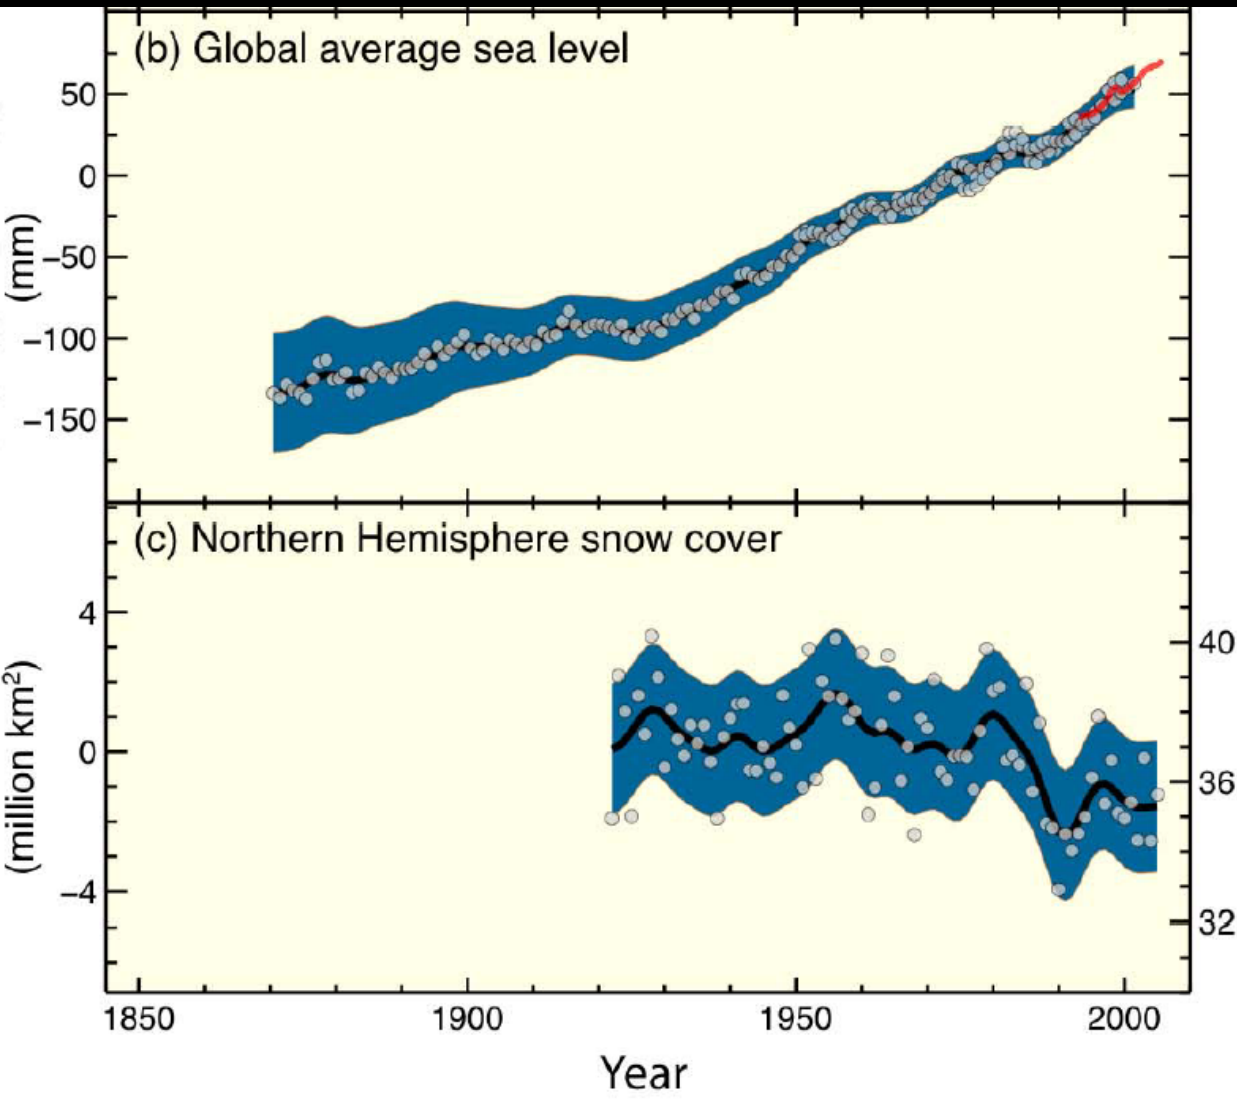 (b) Global average sea level
50
0
−50
−100
−150
(mm)
(c) Northern Hemisphere snow cover
4
0
−4
(million km²)
40
36
32
1850 1900 1950 2000
Year